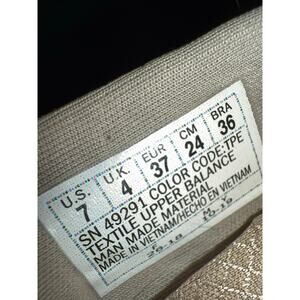 U.S. U.K. EUR CM BRA
7 4 37 24 36
SN 49291 COLOR CODE:TPE
TEXTILE UPPER BALANCE
MAN MADE MATERIAL
MADE IN VIETNAM/HECHO EN VIETNAM